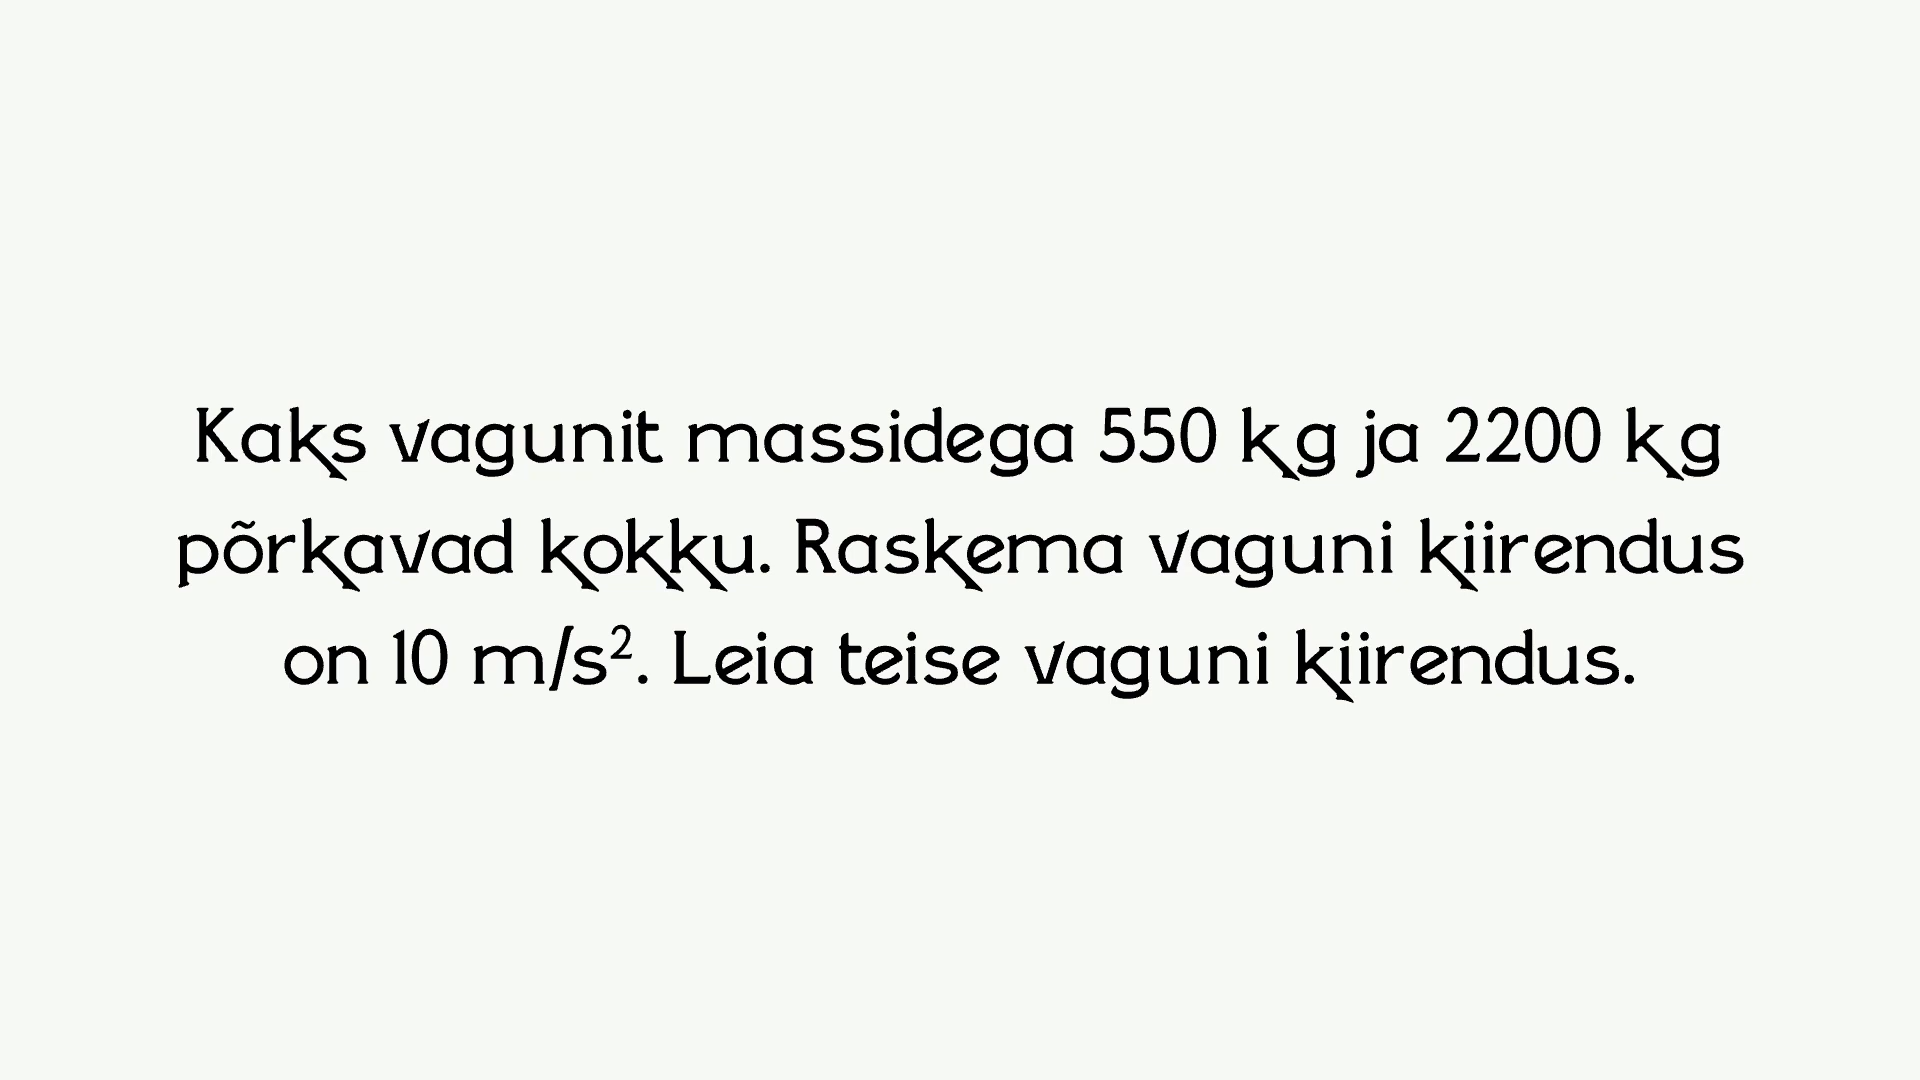 Kaks vagunit massidega 550 kg ja 2200 kg
põrkavad kokku. Raskema vaguni kiirendus
on 10 m/s². Leia teise vaguni kiirendus.